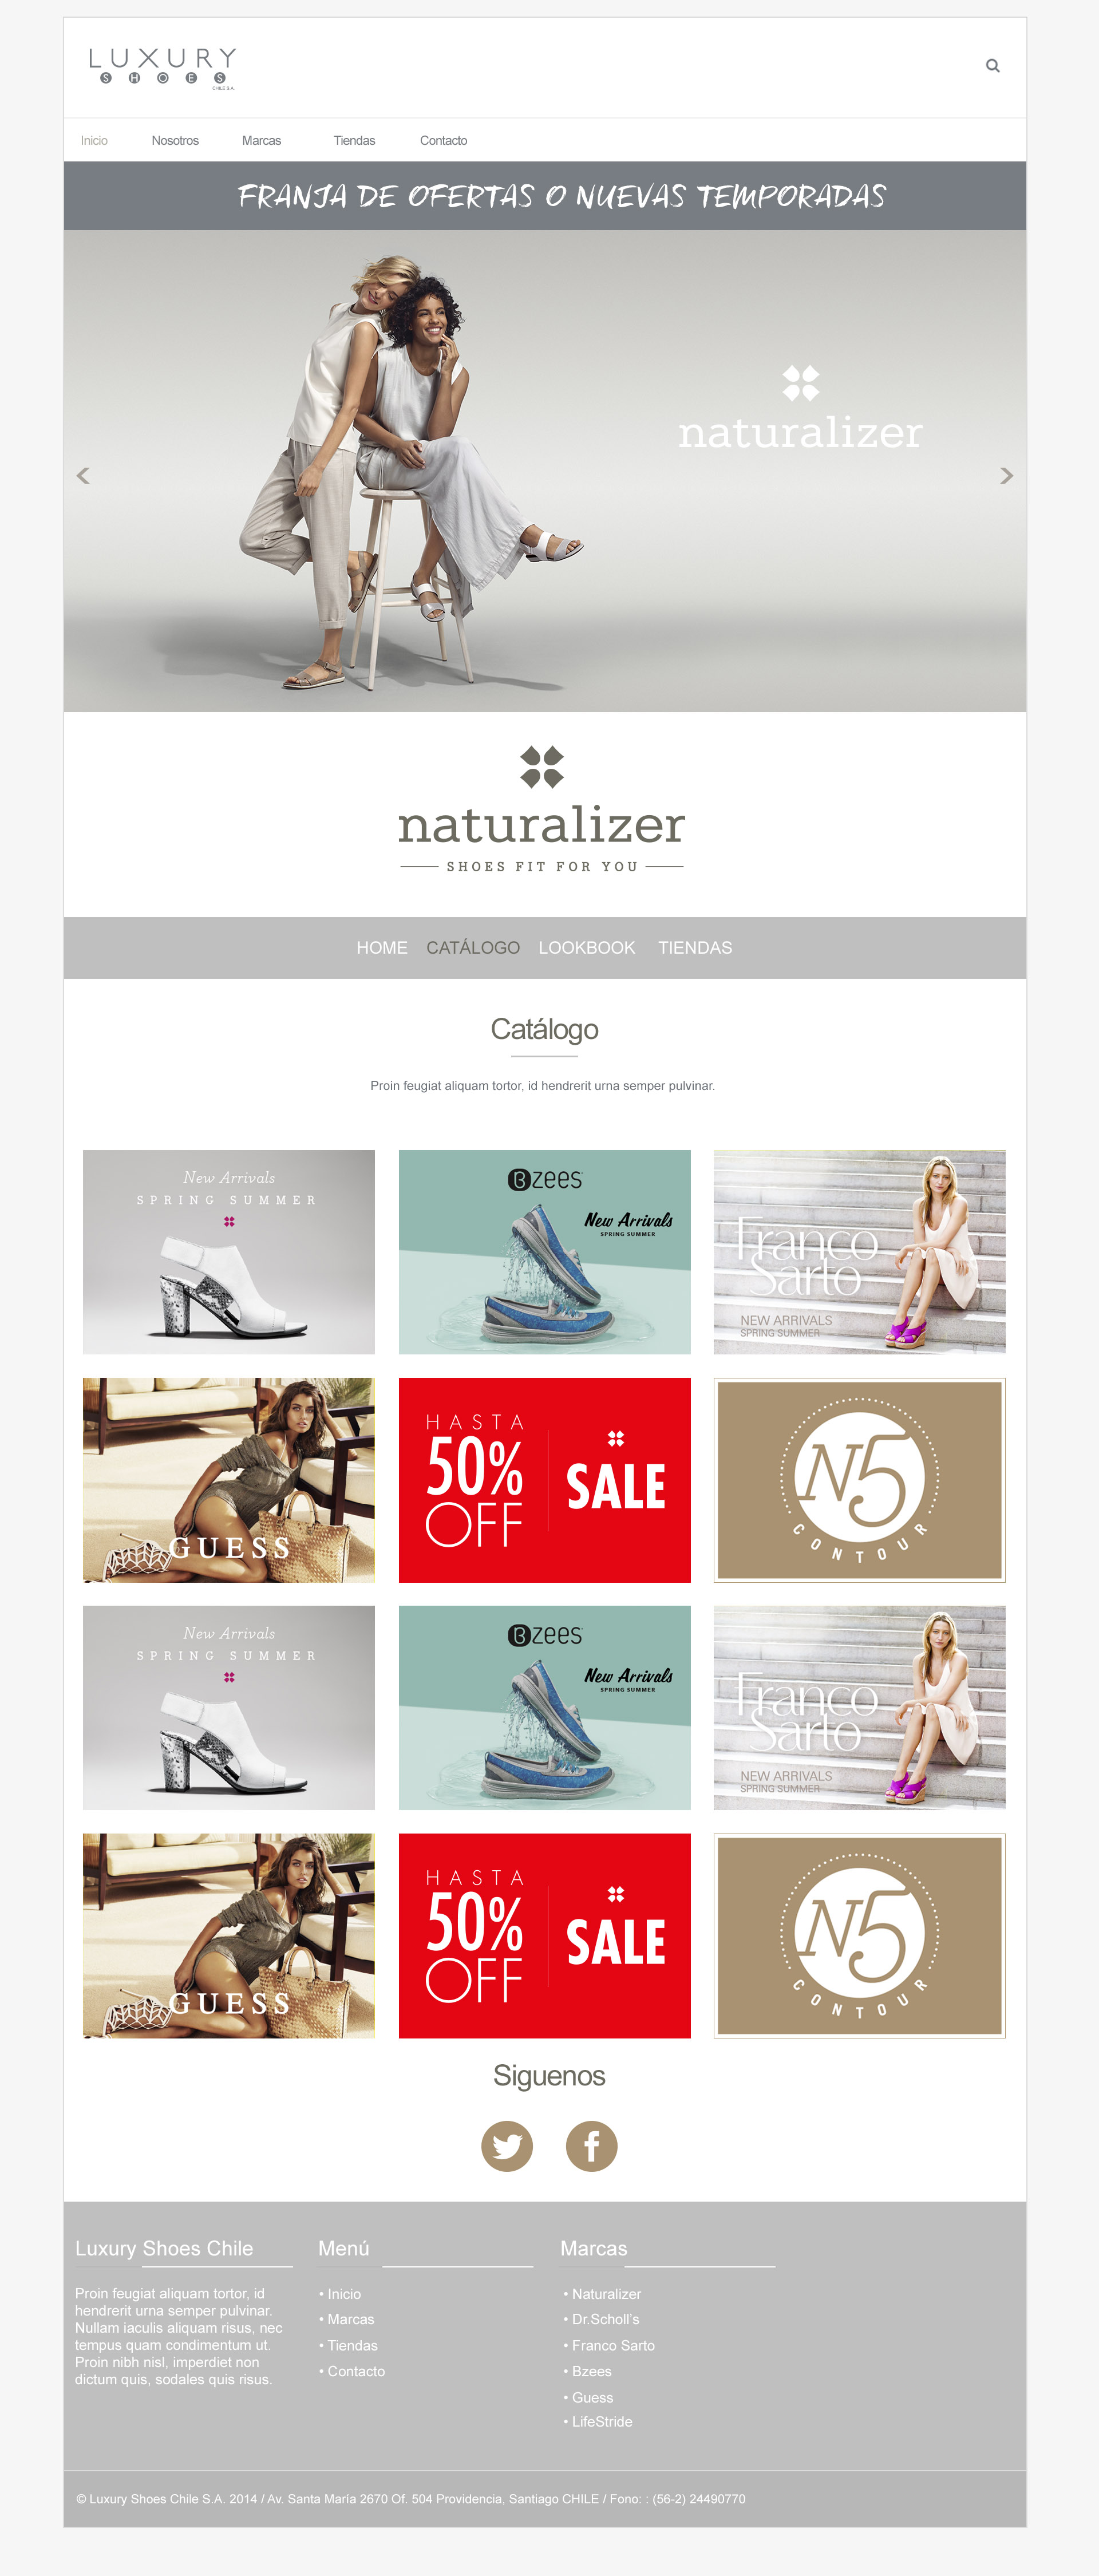 LUXURY
SHOES
CHILE S.A.
Inicio Nosotros Marcas Tiendas Contacto
FRANJA DE OFERTAS O NUEVAS TEMPORADAS
naturalizer
naturalizer
SHOES FIT FOR YOU
HOME CATÁLOGO LOOKBOOK TIENDAS
Catálogo
Proin feugiat aliquam tortor, id hendrerit urna semper pulvinar.
New Arrivals
SPRING SUMMER
Bzees
New Arrivals
SPRING SUMMER
Franco
Sarto
NEW ARRIVALS
SPRING SUMMER
GUESS
HASTA
50%
OFF
SALE
N5
CONTOUR
New Arrivals
SPRING SUMMER
Bzees
New Arrivals
SPRING SUMMER
Franco
Sarto
NEW ARRIVALS
SPRING SUMMER
GUESS
HASTA
50%
OFF
SALE
N5
CONTOUR
Siguenos
Luxury Shoes Chile
Proin feugiat aliquam tortor, id
hendrerit urna semper pulvinar.
Nullam iaculis aliquam risus, nec
tempus quam condimentum ut.
Proin nibh nisl, imperdiet non
dictum quis, sodales quis risus.
Menú
• Inicio
• Marcas
• Tiendas
• Contacto
Marcas
• Naturalizer
• Dr.Scholl's
• Franco Sarto
• Bzees
• Guess
• LifeStride
© Luxury Shoes Chile S.A. 2014 / Av. Santa María 2670 Of. 504 Providencia, Santiago CHILE / Fono: : (56-2) 24490770